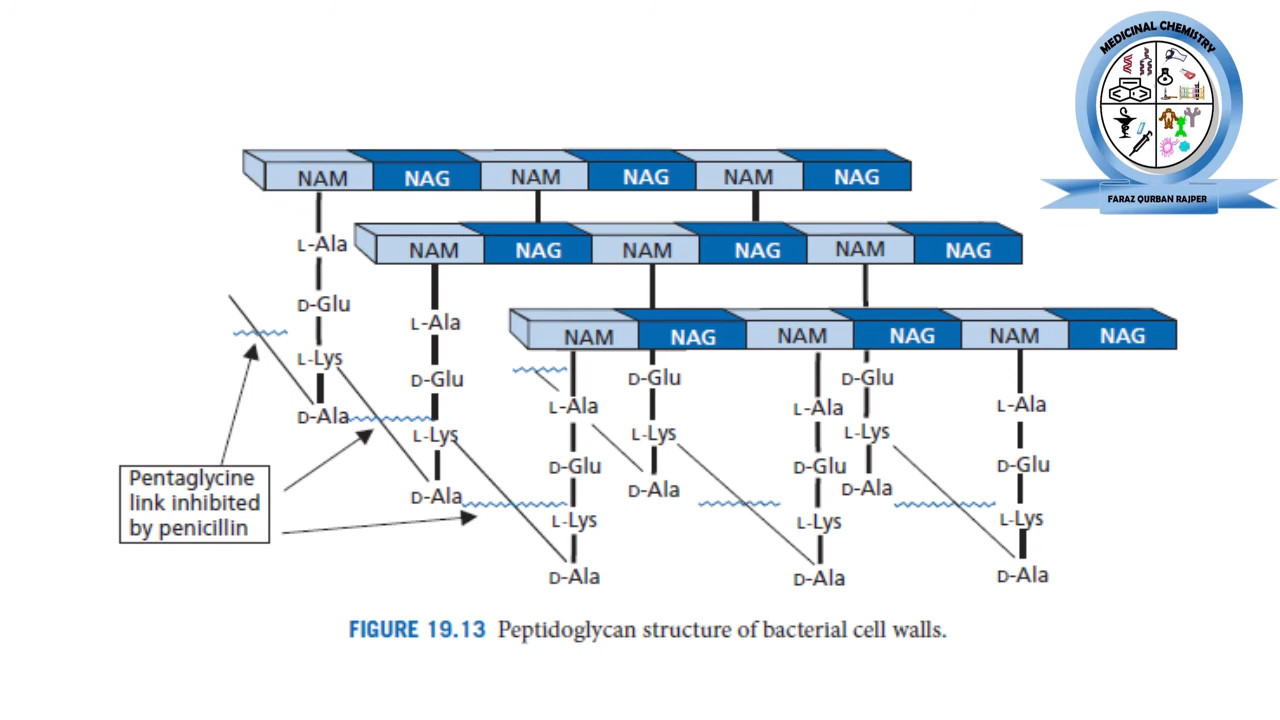 MEDICINAL CHEMISTRY
FARAZ QURBAN RAJPER
NAM NAG NAM NAG NAM NAG
L-Ala
NAM NAG NAM NAG NAM NAG
D-Glu
L-Ala
NAM NAG NAM NAG NAM NAG
L-Lys
D-Glu
D-Glu
D-Glu
D-Ala
L-Ala
L-Ala
L-Ala
L-Lys
L-Lys
L-Lys
D-Glu
D-Glu
D-Glu
D-Ala
D-Ala
D-Ala
L-Lys
L-Lys
L-Lys
D-Ala
D-Ala
D-Ala
Pentaglycine
link inhibited
by penicillin
FIGURE 19.13 Peptidoglycan structure of bacterial cell walls.